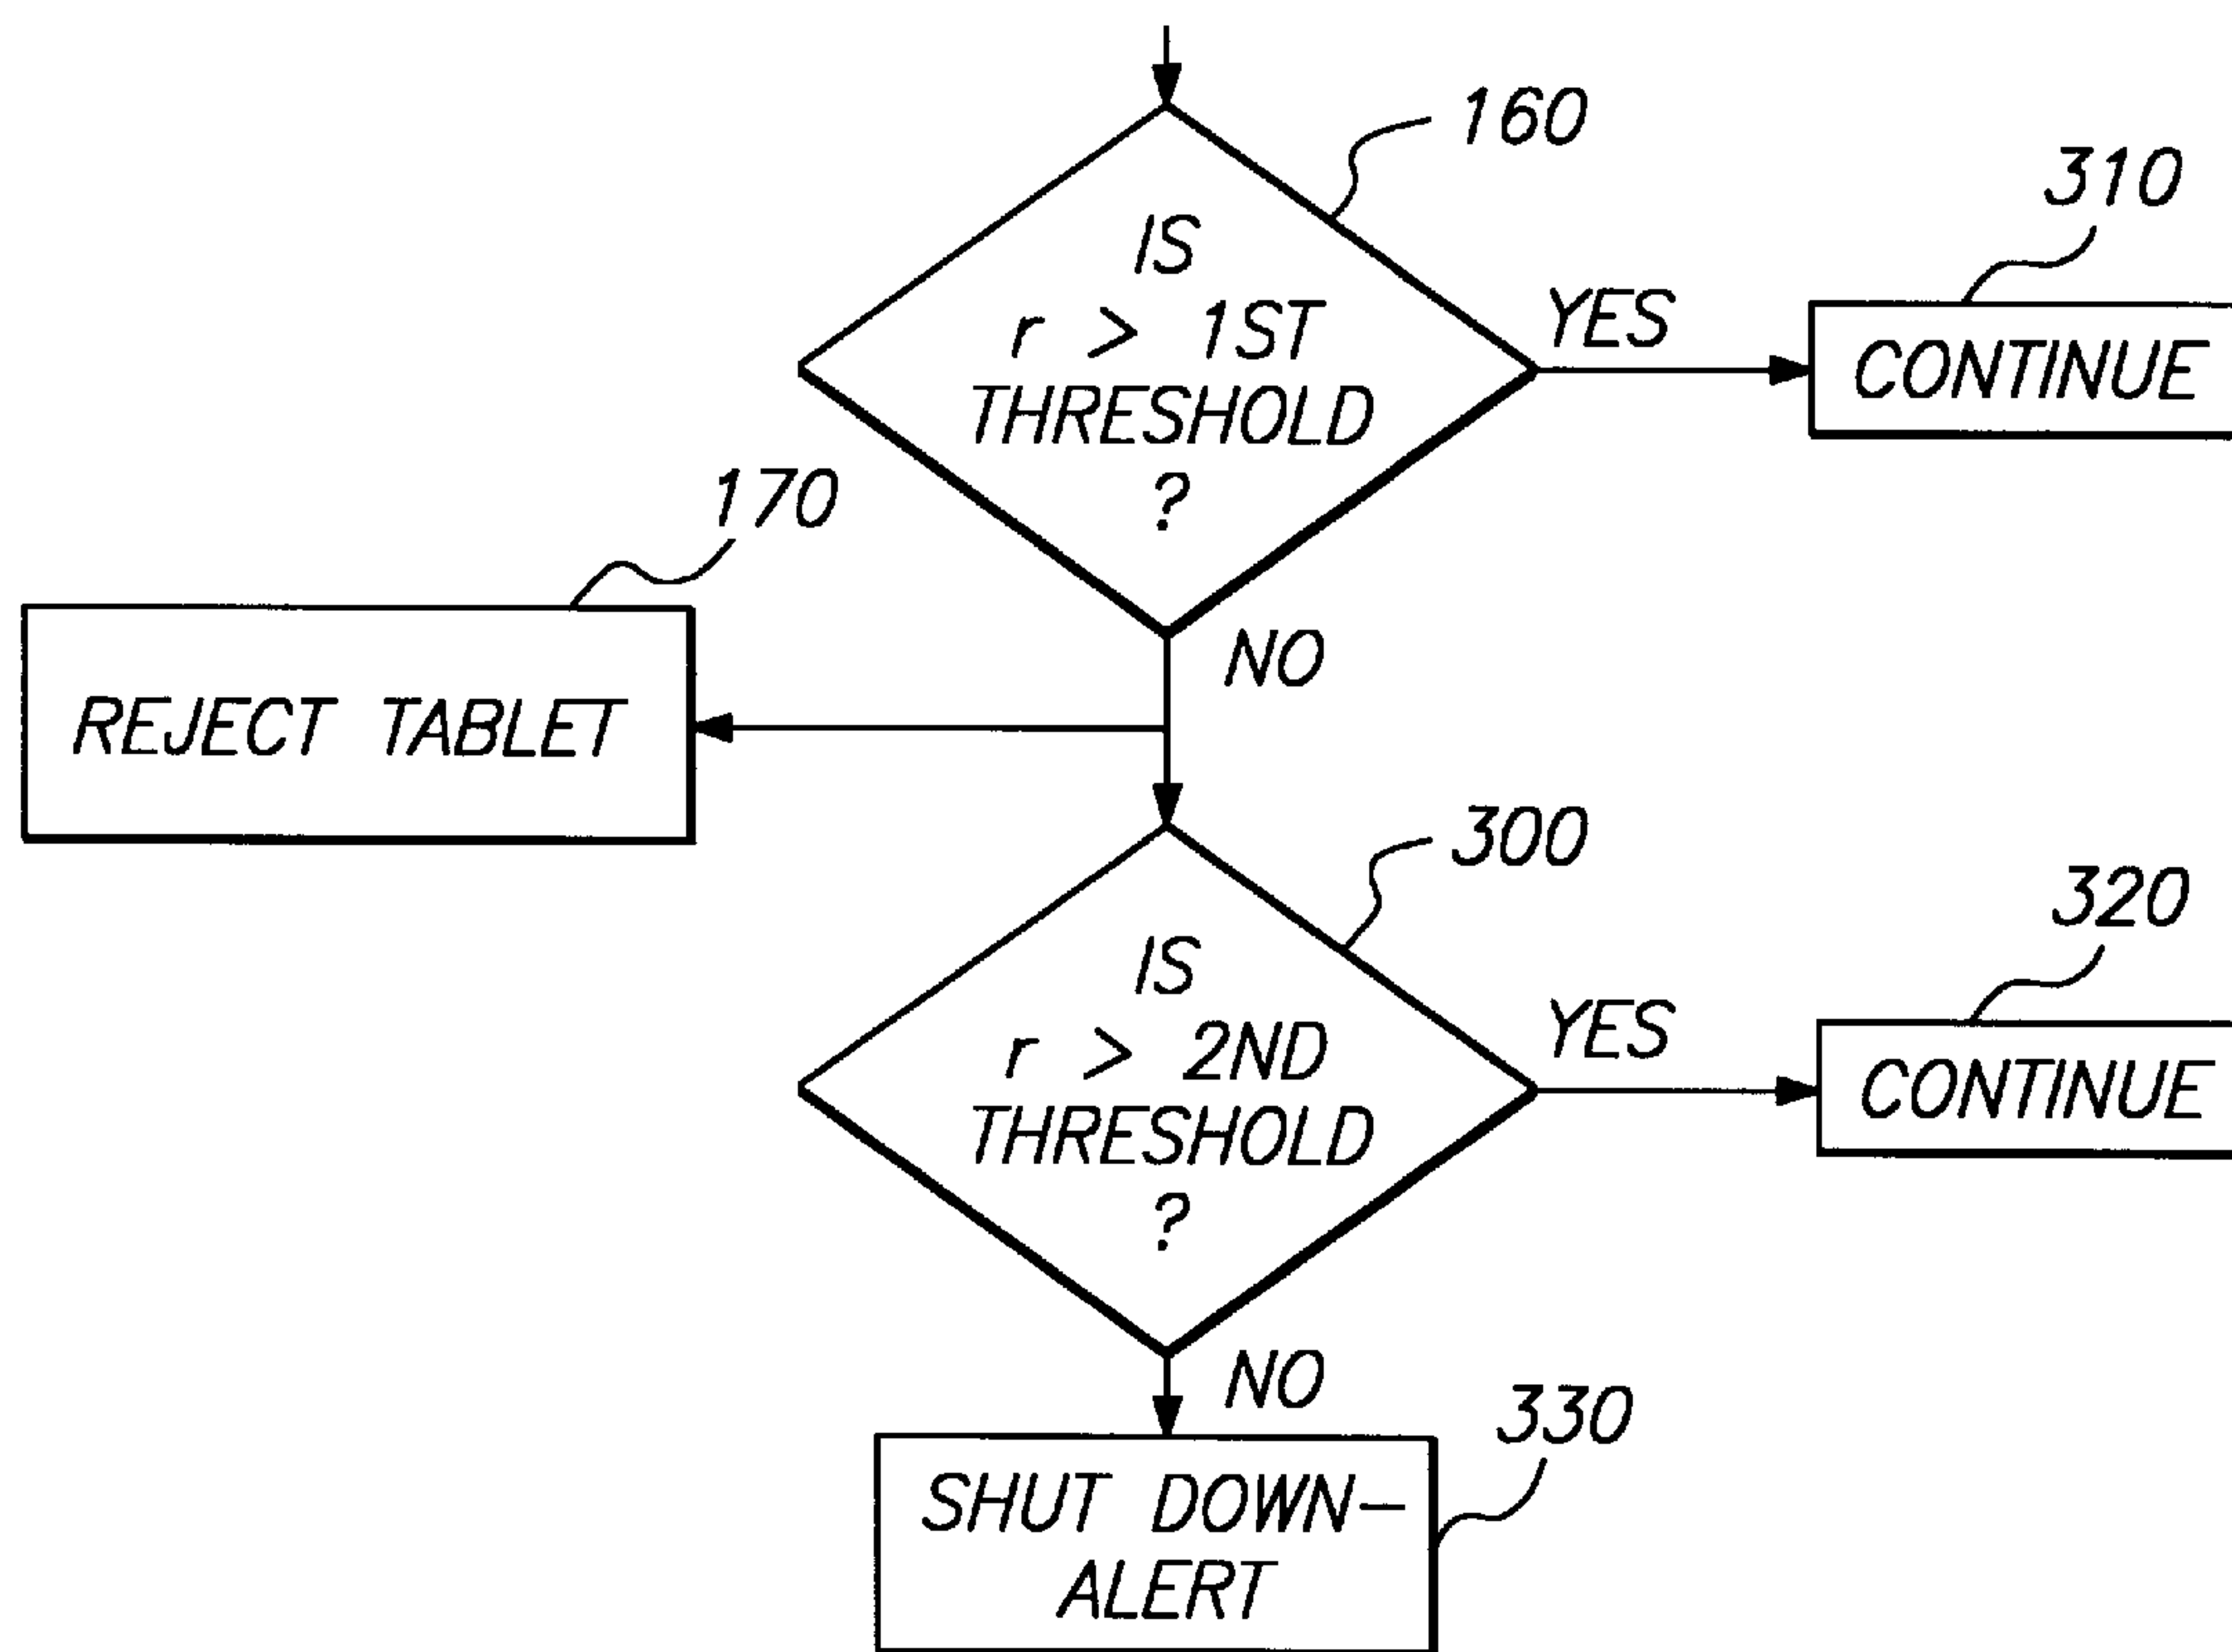 160
310
IS
r > 1ST
THRESHOLD
?
YES
CONTINUE
170
NO
REJECT TABLET
300
320
IS
r > 2ND
THRESHOLD
?
YES
CONTINUE
NO
330
SHUT DOWN-
ALERT